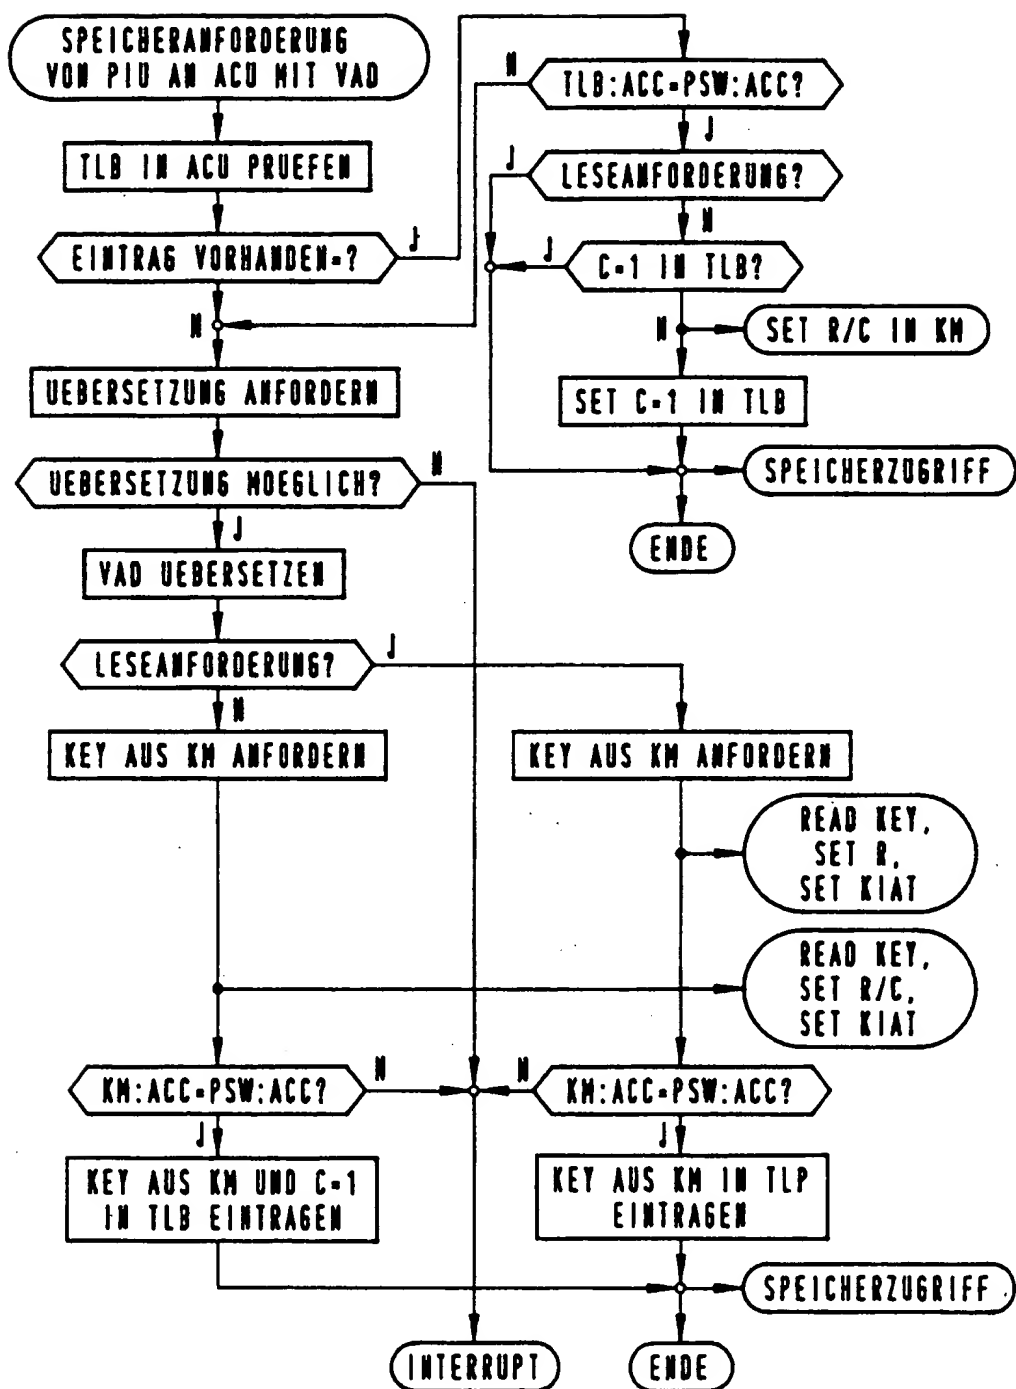 SPEICHERANFORDERUNG
VON PIU AN ACU MIT VAD
TLB IN ACU PRUEFEN
EINTRAG VORHANDEN=?
J
N
UEBERSETZUNG ANFORDERN
UEBERSETZUNG MOEGLICH?
N
J
VAD UEBERSETZEN
LESEANFORDERUNG?
J
N
KEY AUS KM ANFORDERN
KM:ACC=PSW:ACC?
N
J
KEY AUS KM UND C=1
IN TLB EINTRAGEN
INTERRUPT
TLB:ACC=PSW:ACC?
N
J
LESEANFORDERUNG?
J
N
C=1 IN TLB?
J
N
SET R/C IN KM
SET C=1 IN TLB
SPEICHERZUGRIFF
ENDE
KEY AUS KM ANFORDERN
READ KEY,
SET R,
SET KIAT
READ KEY,
SET R/C,
SET KIAT
N
KM:ACC=PSW:ACC?
J
KEY AUS KM IN TLP
EINTRAGEN
SPEICHERZUGRIFF
ENDE